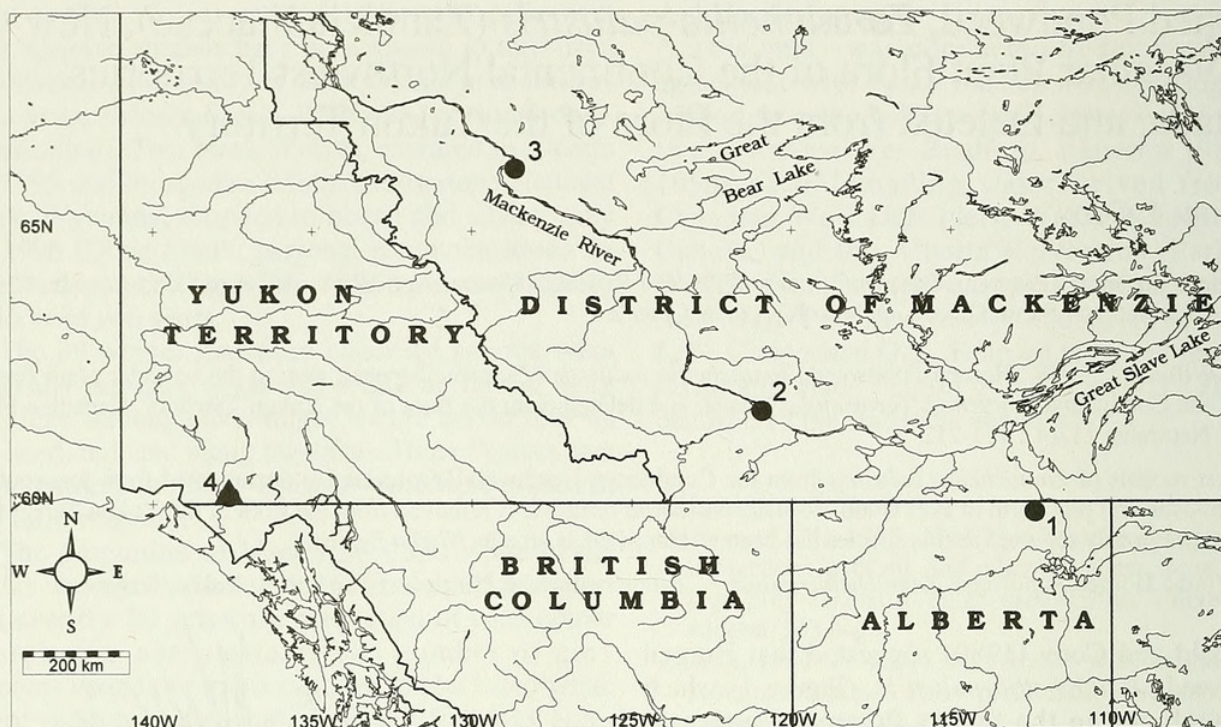 3
Great
Bear Lake
65N
Mackenzie River
YUKON
TERRITORY
DISTRICT OF MACKENZIE
Great Slave Lake
2
4
60N
1
N
W E
S
BRITISH
COLUMBIA
ALBERTA
200 km
140W 135W 130W 125W 120W 115W 110W